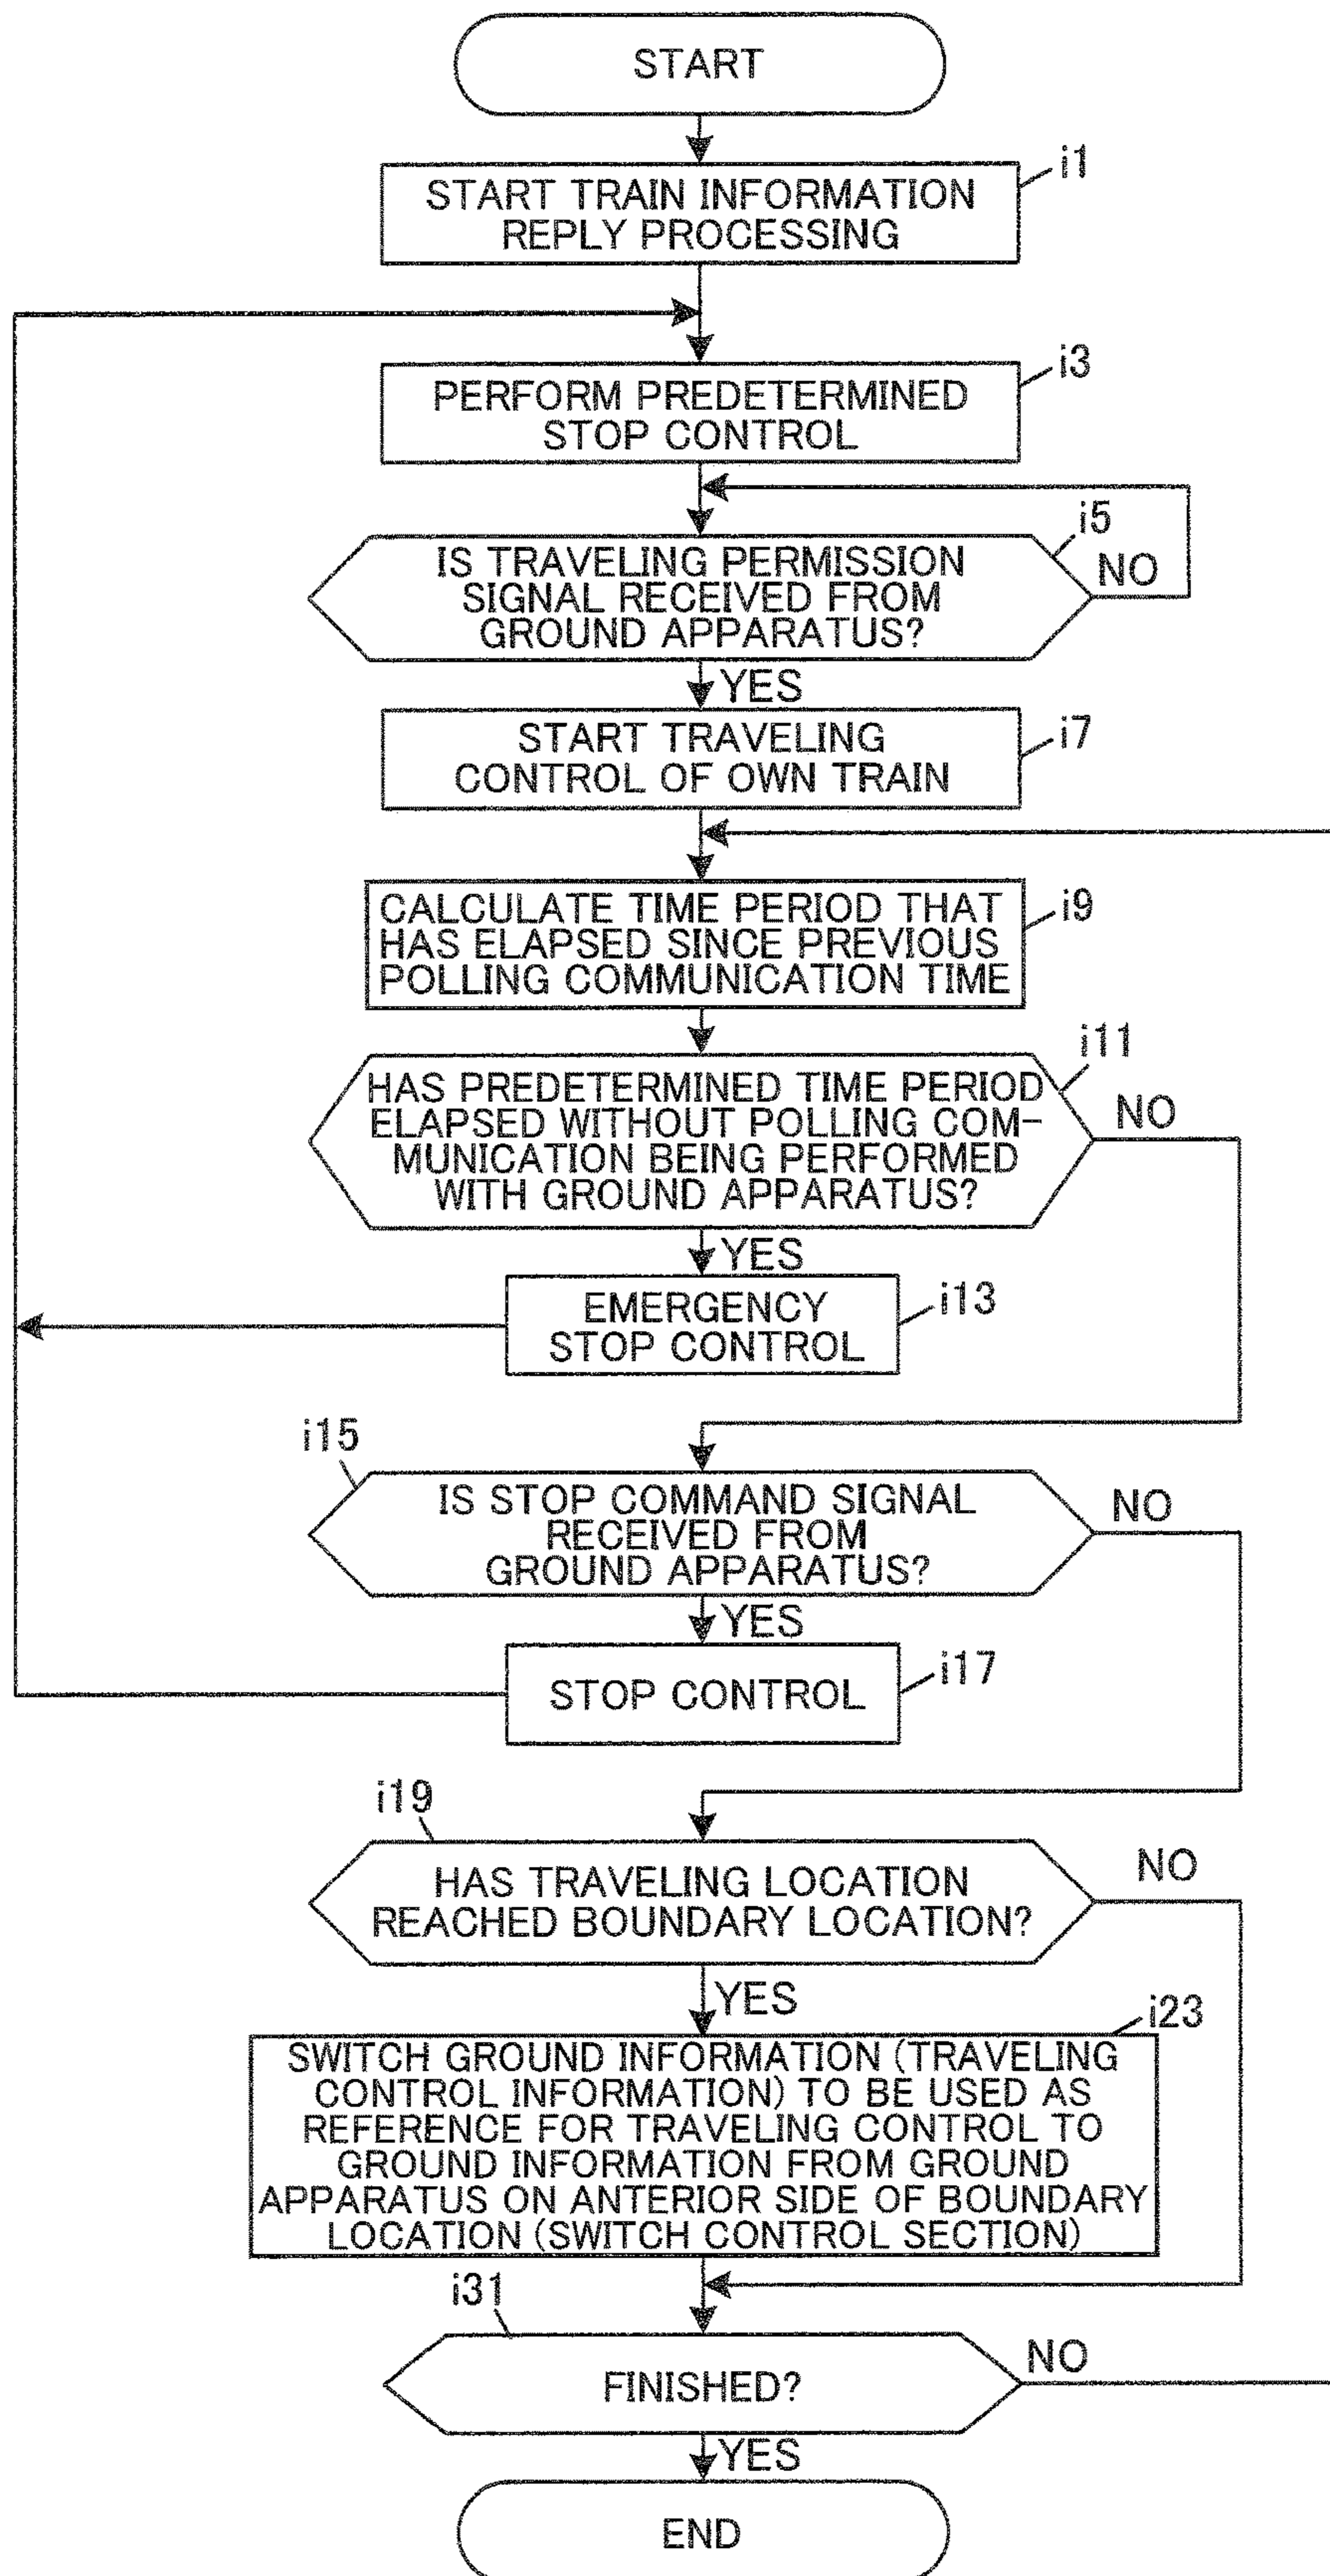 START
i1
START TRAIN INFORMATION
REPLY PROCESSING
i3
PERFORM PREDETERMINED
STOP CONTROL
i5
IS TRAVELING PERMISSION
SIGNAL RECEIVED FROM
GROUND APPARATUS?
NO
YES
i7
START TRAVELING
CONTROL OF OWN TRAIN
i9
CALCULATE TIME PERIOD THAT
HAS ELAPSED SINCE PREVIOUS
POLLING COMMUNICATION TIME
i11
HAS PREDETERMINED TIME PERIOD
ELAPSED WITHOUT POLLING COM-
MUNICATION BEING PERFORMED
WITH GROUND APPARATUS?
NO
YES
i13
EMERGENCY
STOP CONTROL
i15
IS STOP COMMAND SIGNAL
RECEIVED FROM
GROUND APPARATUS?
NO
YES
i17
STOP CONTROL
i19
HAS TRAVELING LOCATION
REACHED BOUNDARY LOCATION?
NO
YES
i23
SWITCH GROUND INFORMATION (TRAVELING
CONTROL INFORMATION) TO BE USED AS
REFERENCE FOR TRAVELING CONTROL TO
GROUND INFORMATION FROM GROUND
APPARATUS ON ANTERIOR SIDE OF BOUNDARY
LOCATION (SWITCH CONTROL SECTION)
i31
FINISHED?
NO
YES
END